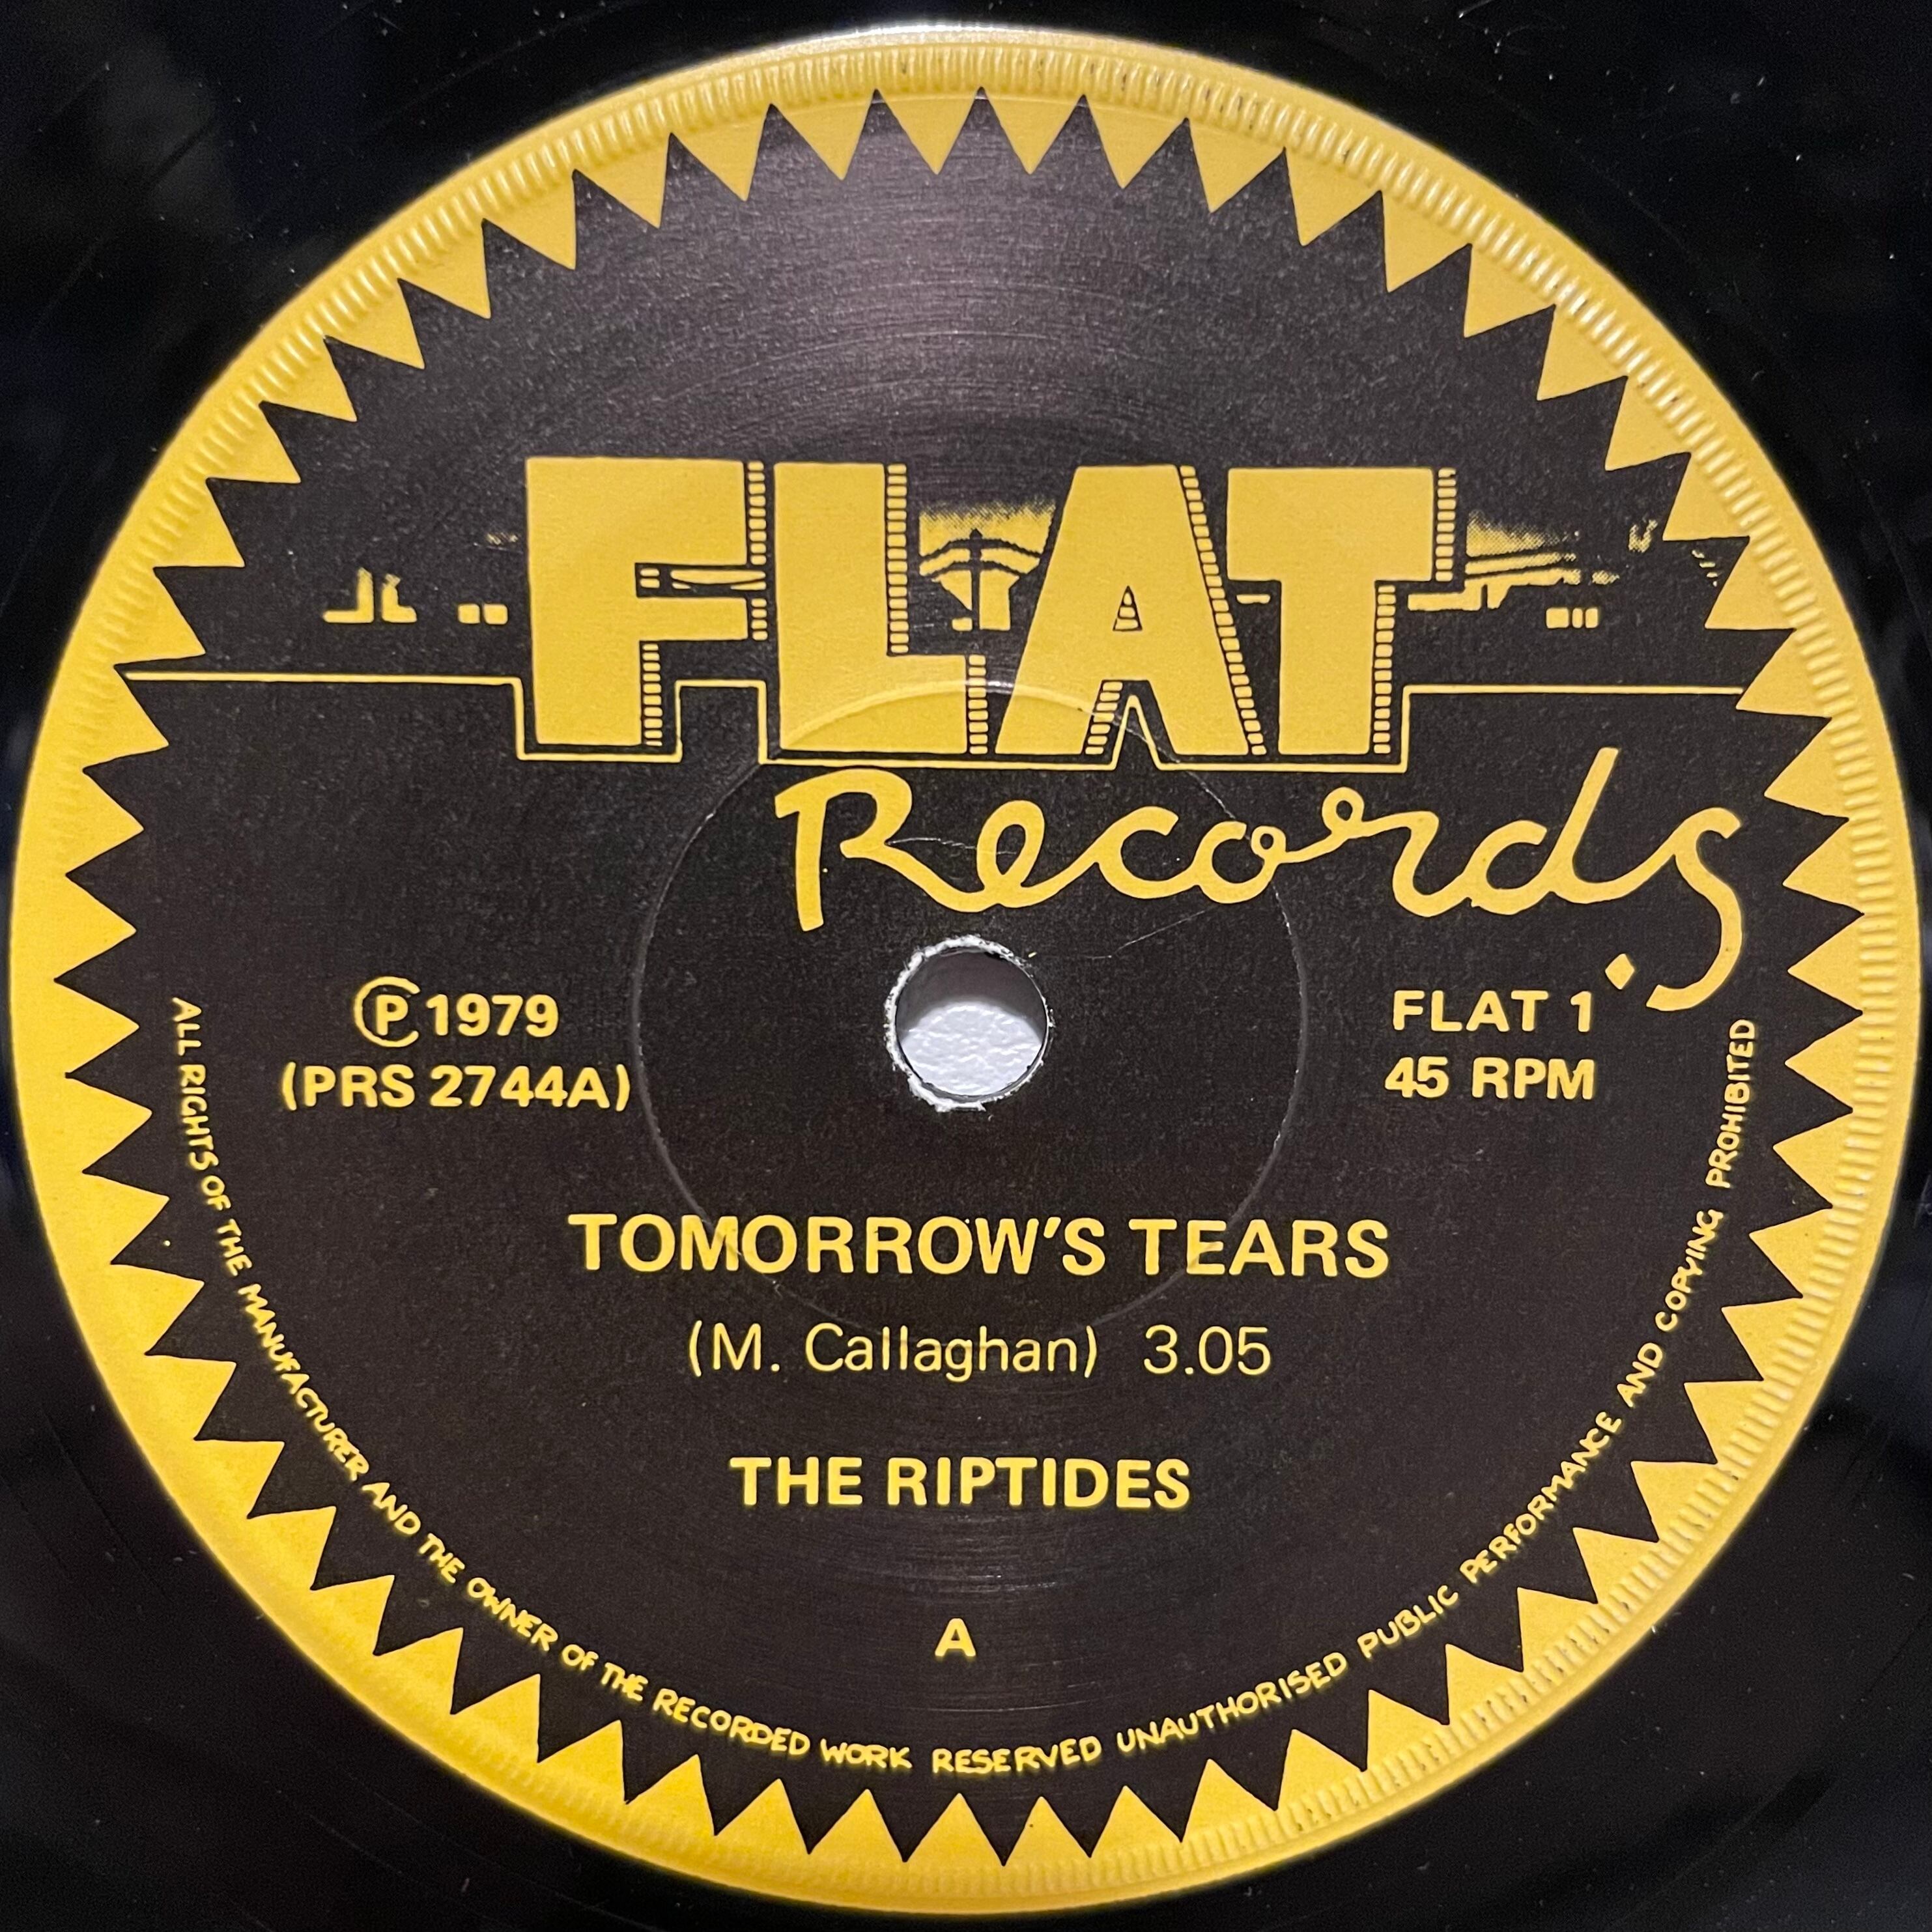 FLAT
Records
Ⓟ 1979
(PRS 2744A)
FLAT 1
45 RPM
TOMORROW'S TEARS
(M. Callaghan) 3.05
THE RIPTIDES
A
ALL RIGHTS OF THE MANUFACTURER AND THE OWNER OF THE RECORDED WORK RESERVED UNAUTHORISED PUBLIC PERFORMANCE AND COPYING PROHIBITED